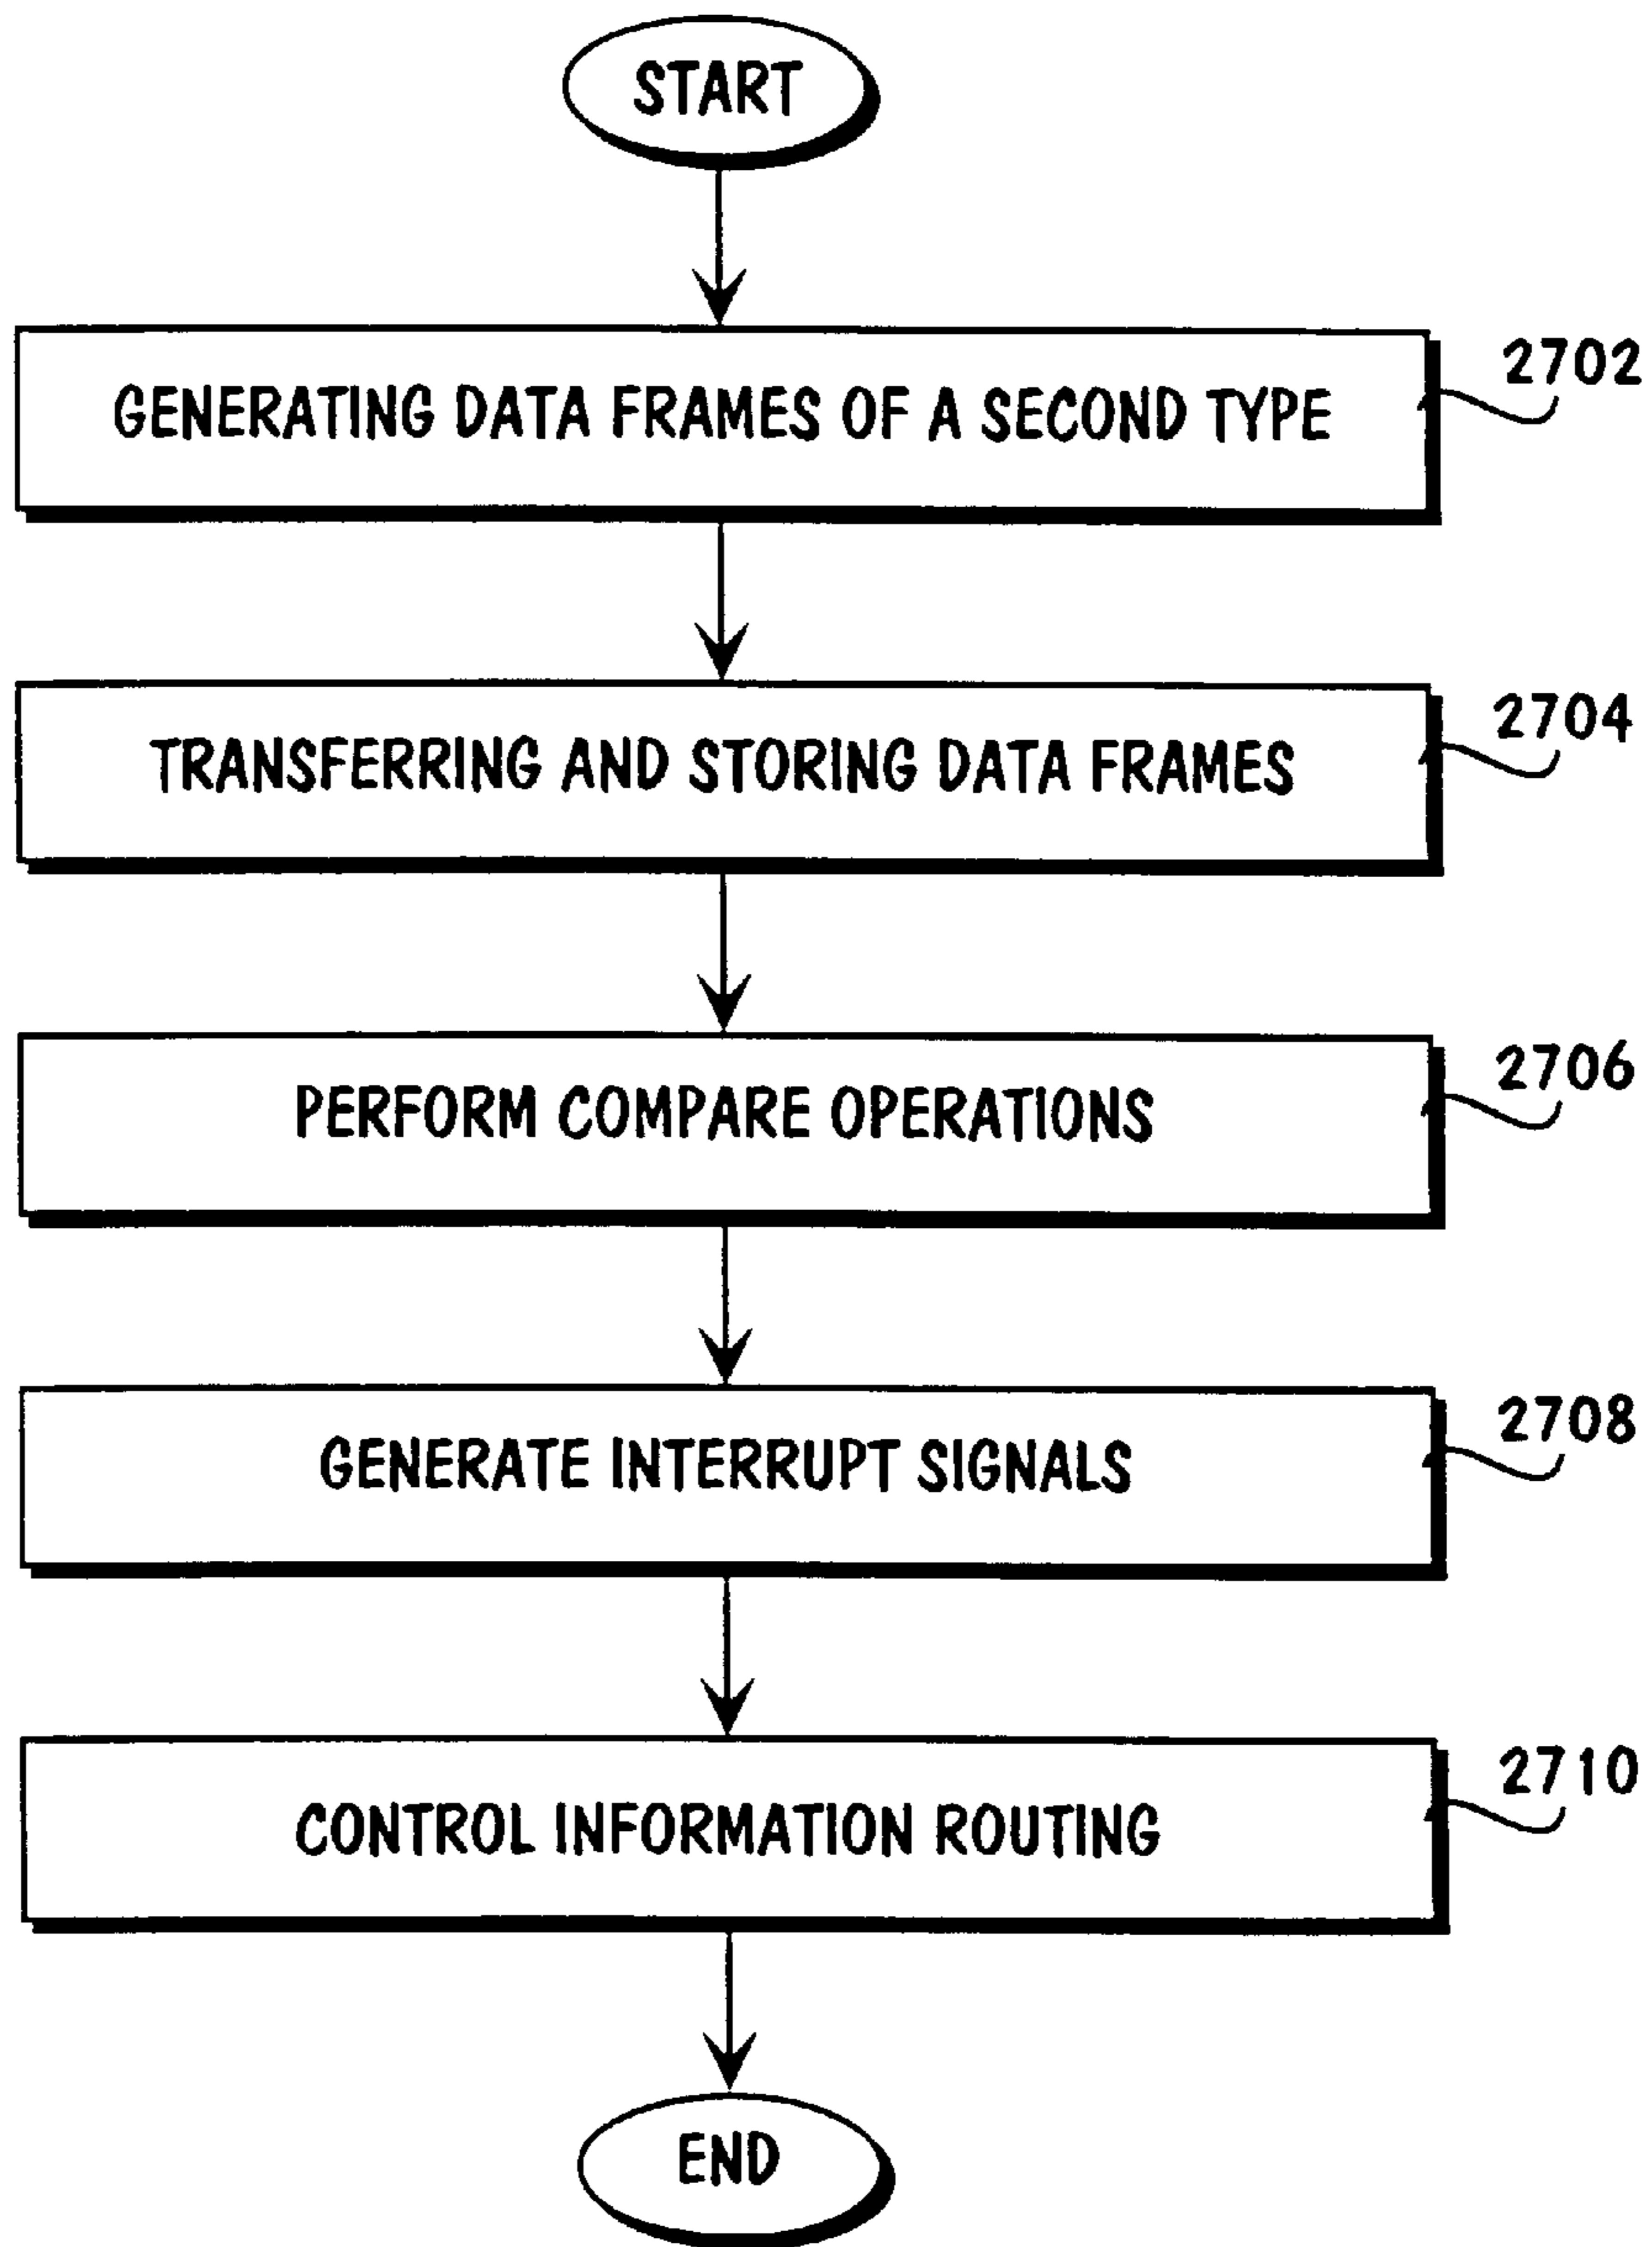 START
GENERATING DATA FRAMES OF A SECOND TYPE
2702
TRANSFERRING AND STORING DATA FRAMES
2704
PERFORM COMPARE OPERATIONS
2706
GENERATE INTERRUPT SIGNALS
2708
CONTROL INFORMATION ROUTING
2710
END